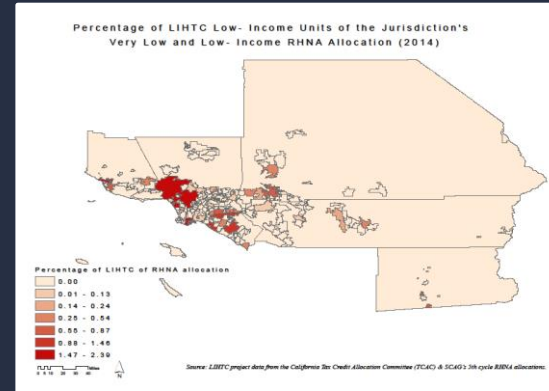 Percentage of LIHTC Low- Income Units of the Jurisdiction's
Very Low and Low- Income RHNA Allocation (2014)
Percentage of LIHTC of RHNA allocation
0.00
0.01 - 0.13
0.14 - 0.24
0.25 - 0.54
0.55 - 0.87
0.88 - 1.46
1.47 - 2.39
N
Source: LIHTC project data from the California Tax Credit Allocation Committee (TCAC) & SCAG's 5th cycle RHNA allocations.